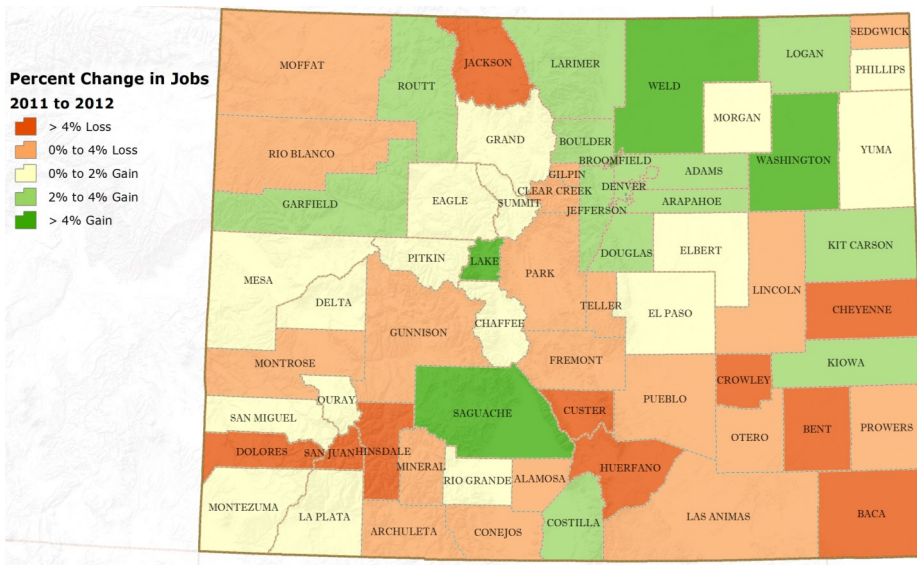 SEDGWICK
LOGAN
MOFFAT
JACKSON
LARIMER
PHILLIPS
Percent Change in Jobs
2011 to 2012
ROUTT
WELD
> 4% Loss
0% to 4% Loss
0% to 2% Gain
2% to 4% Gain
> 4% Gain
MORGAN
GRAND
BOULDER
YUMA
RIO BLANCO
BROOMFIELD
WASHINGTON
GILPIN
ADAMS
CLEAR CREEK
DENVER
EAGLE
SUMMIT
GARFIELD
JEFFERSON
ARAPAHOE
KIT CARSON
DOUGLAS
ELBERT
PITKIN
LAKE
MESA
PARK
LINCOLN
DELTA
TELLER
CHEYENNE
EL PASO
CHAFFEE
GUNNISON
MONTROSE
FREMONT
KIOWA
CROWLEY
OURAY
PUEBLO
SAN MIGUEL
SAGUACHE
CUSTER
OTERO
BENT
PROWERS
DOLORES
SAN JUAN
HINSDALE
MINERAL
HUERFANO
RIO GRANDE
ALAMOSA
MONTEZUMA
LA PLATA
BACA
LAS ANIMAS
COSTILLA
ARCHULETA
CONEJOS